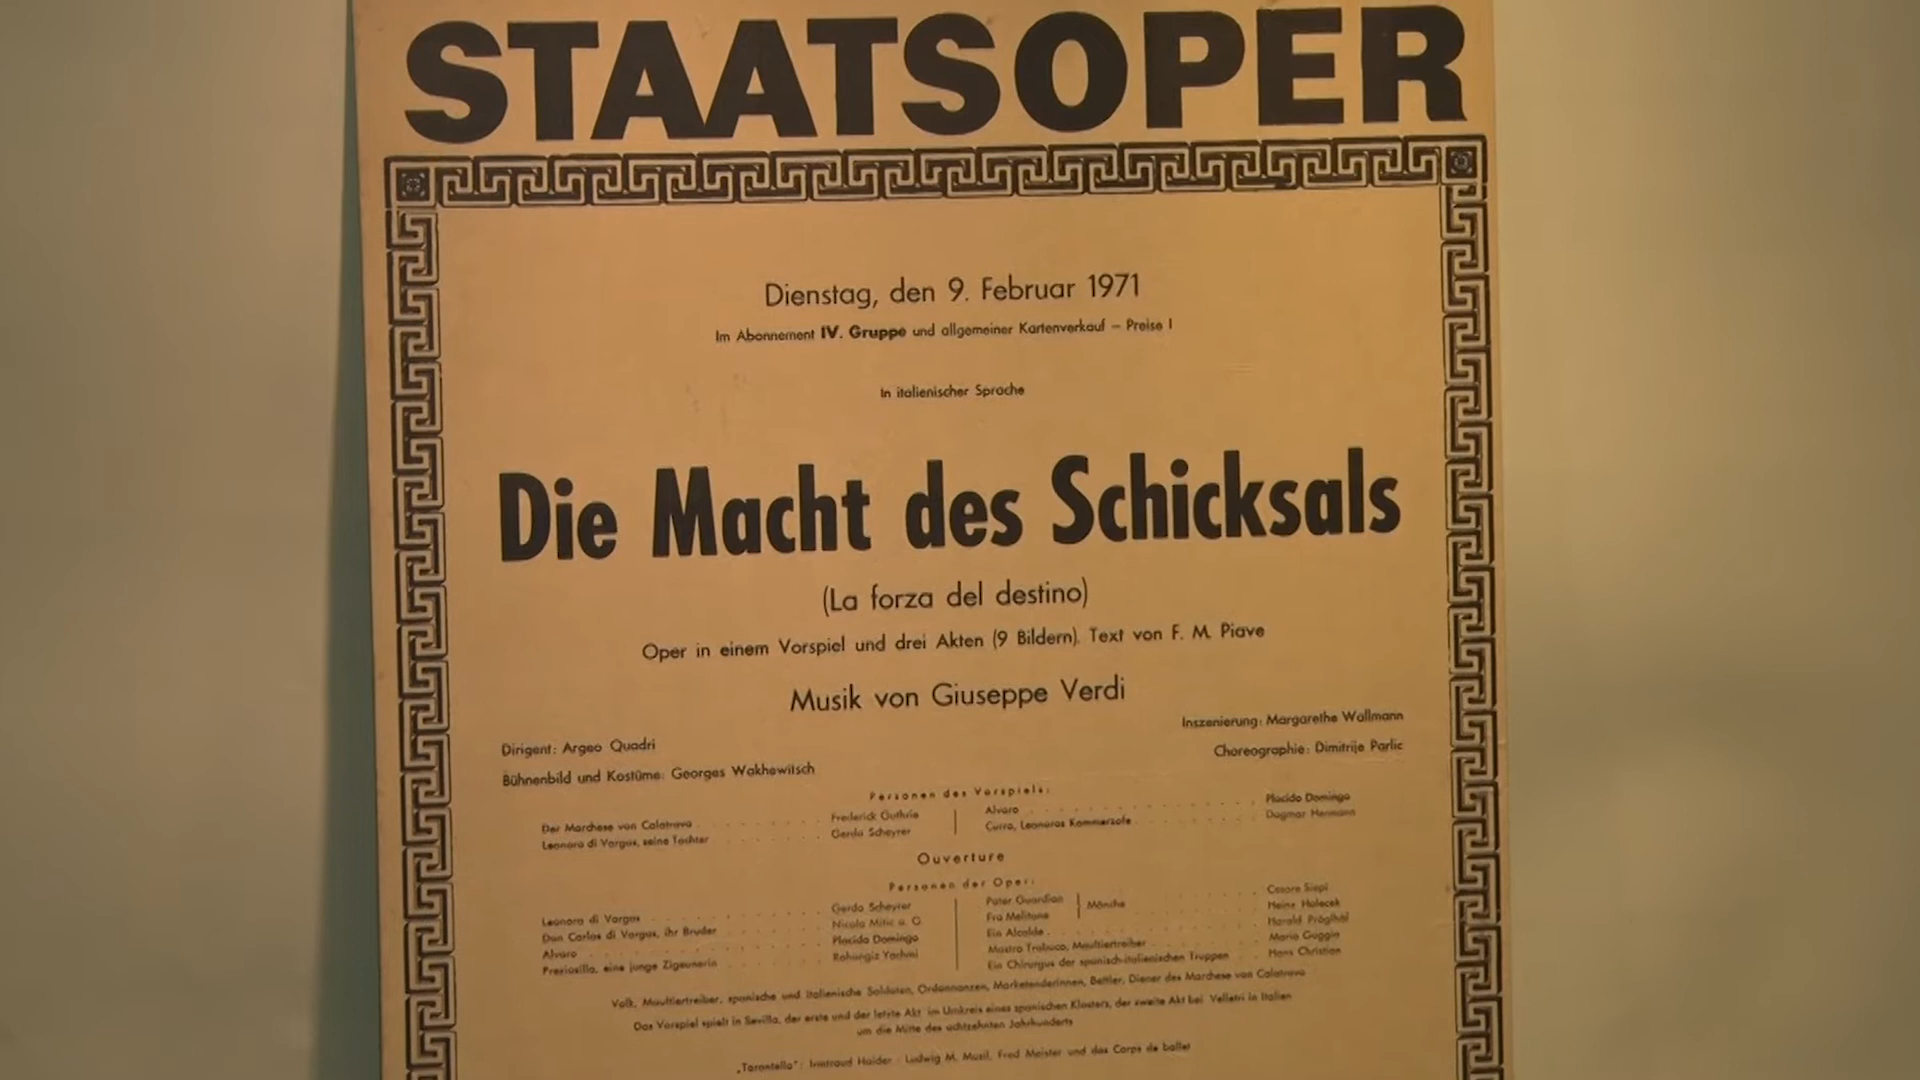 STAATSOPER
Dienstag, den 9. Februar 1971
Im Abonnement IV. Gruppe und allgemeiner Kartenverkauf – Preise I
In italienischer Sprache
Die Macht des Schicksals
(La forza del destino)
Oper in einem Vorspiel und drei Akten (9 Bildern). Text von F. M. Piave
Musik von Giuseppe Verdi
Inszenierung: Margarethe Wallmann
Dirigent: Argeo Quadri
Choreographie: Dimitrije Parlic
Bühnenbild und Kostüme: Georges Wakhewitsch
Personen des Vorspiels:
Der Marchese von Calatrava Frederick Guthrie
Leonora di Vargas, seine Tochter Gerda Scheyrer
Alvaro Placido Domingo
Curra, Leonoras Kammerzofe Dagmar Hermann
Ouverture
Personen der Oper:
Leonora di Vargas Gerda Scheyrer
Don Carlos di Vargas, ihr Bruder Nicola Mitic a. G.
Alvaro Placido Domingo
Preziosilla, eine junge Zigeunerin Rohangiz Yachmi
Pater Guardian Mönche Cesare Siepi
Fra Melitone Heinz Holecek
Ein Alcalde Harald Pröglhöf
Mastro Trabuco, Maultiertreiber Mario Guggia
Ein Chirurgus der spanisch-italienischen Truppen Hans Christian
Volk, Maultiertreiber, spanische und italienische Soldaten, Ordonnanzen, Marketenderinnen, Bettler, Diener des Marchese von Calatrava
Das Vorspiel spielt in Sevilla, der erste und der letzte Akt im Umkreis eines spanischen Klosters, der zweite Akt bei Velletri in Italien
um die Mitte des achtzehnten Jahrhunderts
„Tarantella“: Irmtraud Haider, Ludwig M. Musil, Fred Meister und das Corps de ballet